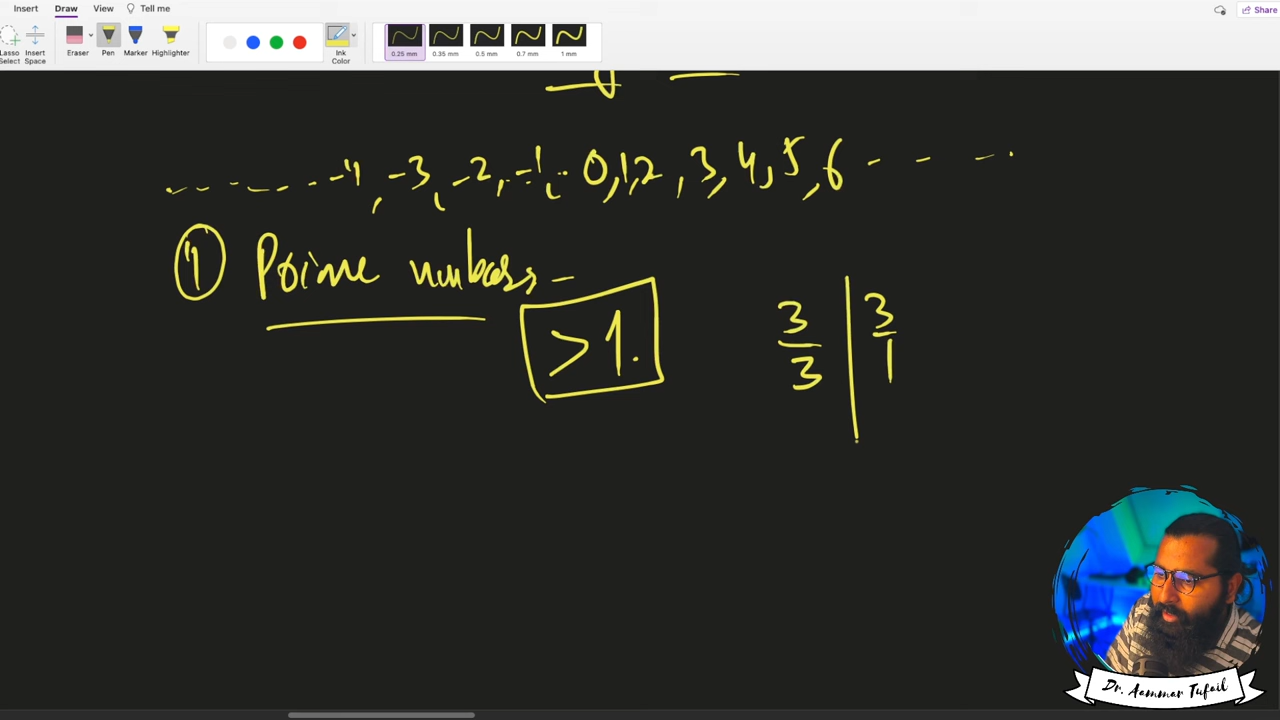 Insert Draw View Tell me Share
Lasso Select Insert Space Eraser Pen Marker Highlighter Ink Color 0.25 mm 0.35 mm 0.5 mm 0.7 mm 1 mm
------ -4, -3, -2, -1, 0, 1, 2, 3, 4, 5, 6 - - - -
① Prime numbers -
> 1.
3/3 | 3/1
Dr. Aammar Tufail